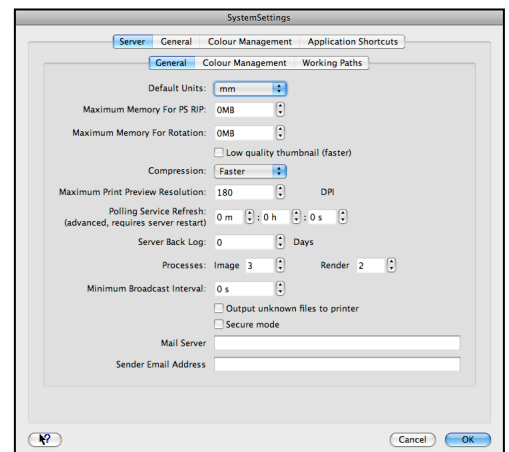 SystemSettings
Server General Colour Management Application Shortcuts
General Colour Management Working Paths
Default Units: mm
Maximum Memory For PS RIP: 0MB
Maximum Memory For Rotation: 0MB
Low quality thumbnail (faster)
Compression: Faster
Maximum Print Preview Resolution: 180 DPI
Polling Service Refresh:
(advanced, requires server restart) 0 m : 0 h : 0 s
Server Back Log: 0 Days
Processes: Image 3 Render 2
Minimum Broadcast Interval: 0 s
Output unknown files to printer
Secure mode
Mail Server
Sender Email Address
? Cancel OK